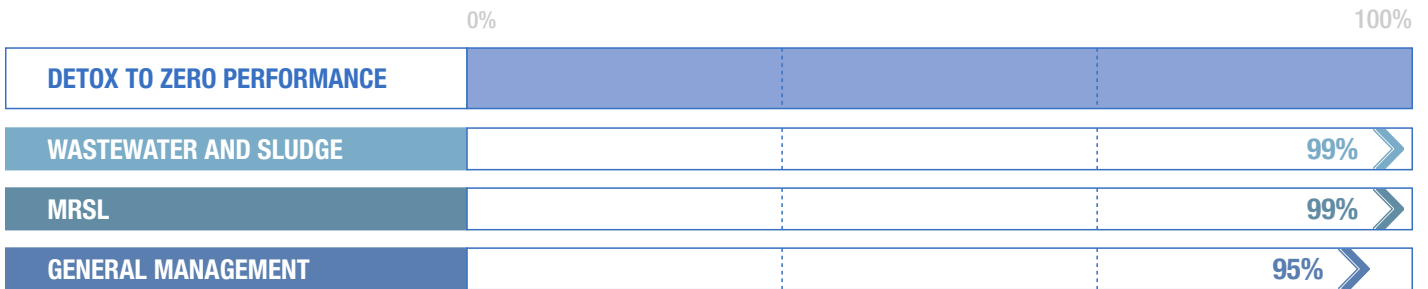 0% 100%
DETOX TO ZERO PERFORMANCE
WASTEWATER AND SLUDGE 99%
MRSL 99%
GENERAL MANAGEMENT 95%